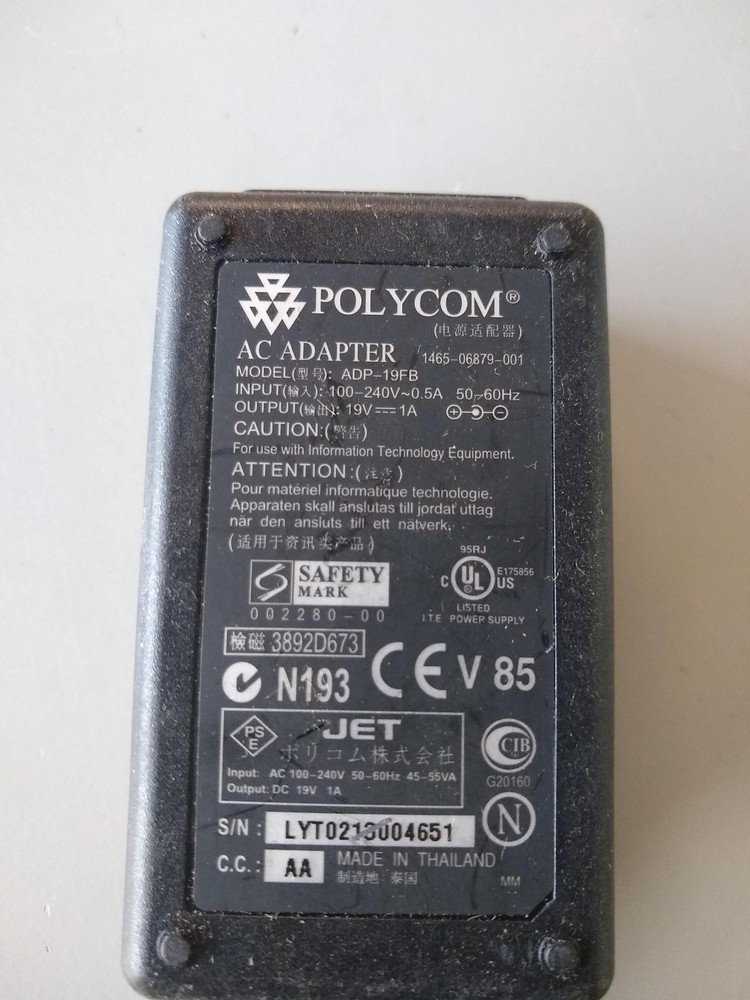 POLYCOM®
(电源适配器)
AC ADAPTER 1465-06879-001
MODEL(型号): ADP-19FB
INPUT(输入): 100-240V~0.5A 50-60Hz
OUTPUT(输出): 19V⎓1A
CAUTION:(警告)
For use with Information Technology Equipment.
ATTENTION:(注意)
Pour matériel informatique technologie.
Apparaten skall anslutas till jordat uttag
när den ansluts till ett nätverk.
(适用于资讯类产品)
SAFETY
MARK
002280-00
95RJ
C UL US
E175856
LISTED
I.T.E POWER SUPPLY
檢磁 3892D673
N193
CE V 85
PS
E
JET
ポリコム株式会社
Input: AC 100-240V 50-60Hz 45-55VA
Output: DC 19V 1A
CIB
G20160
N
S/N : LYT0213004651
C.C.: AA MADE IN THAILAND
制造地 泰国
MM